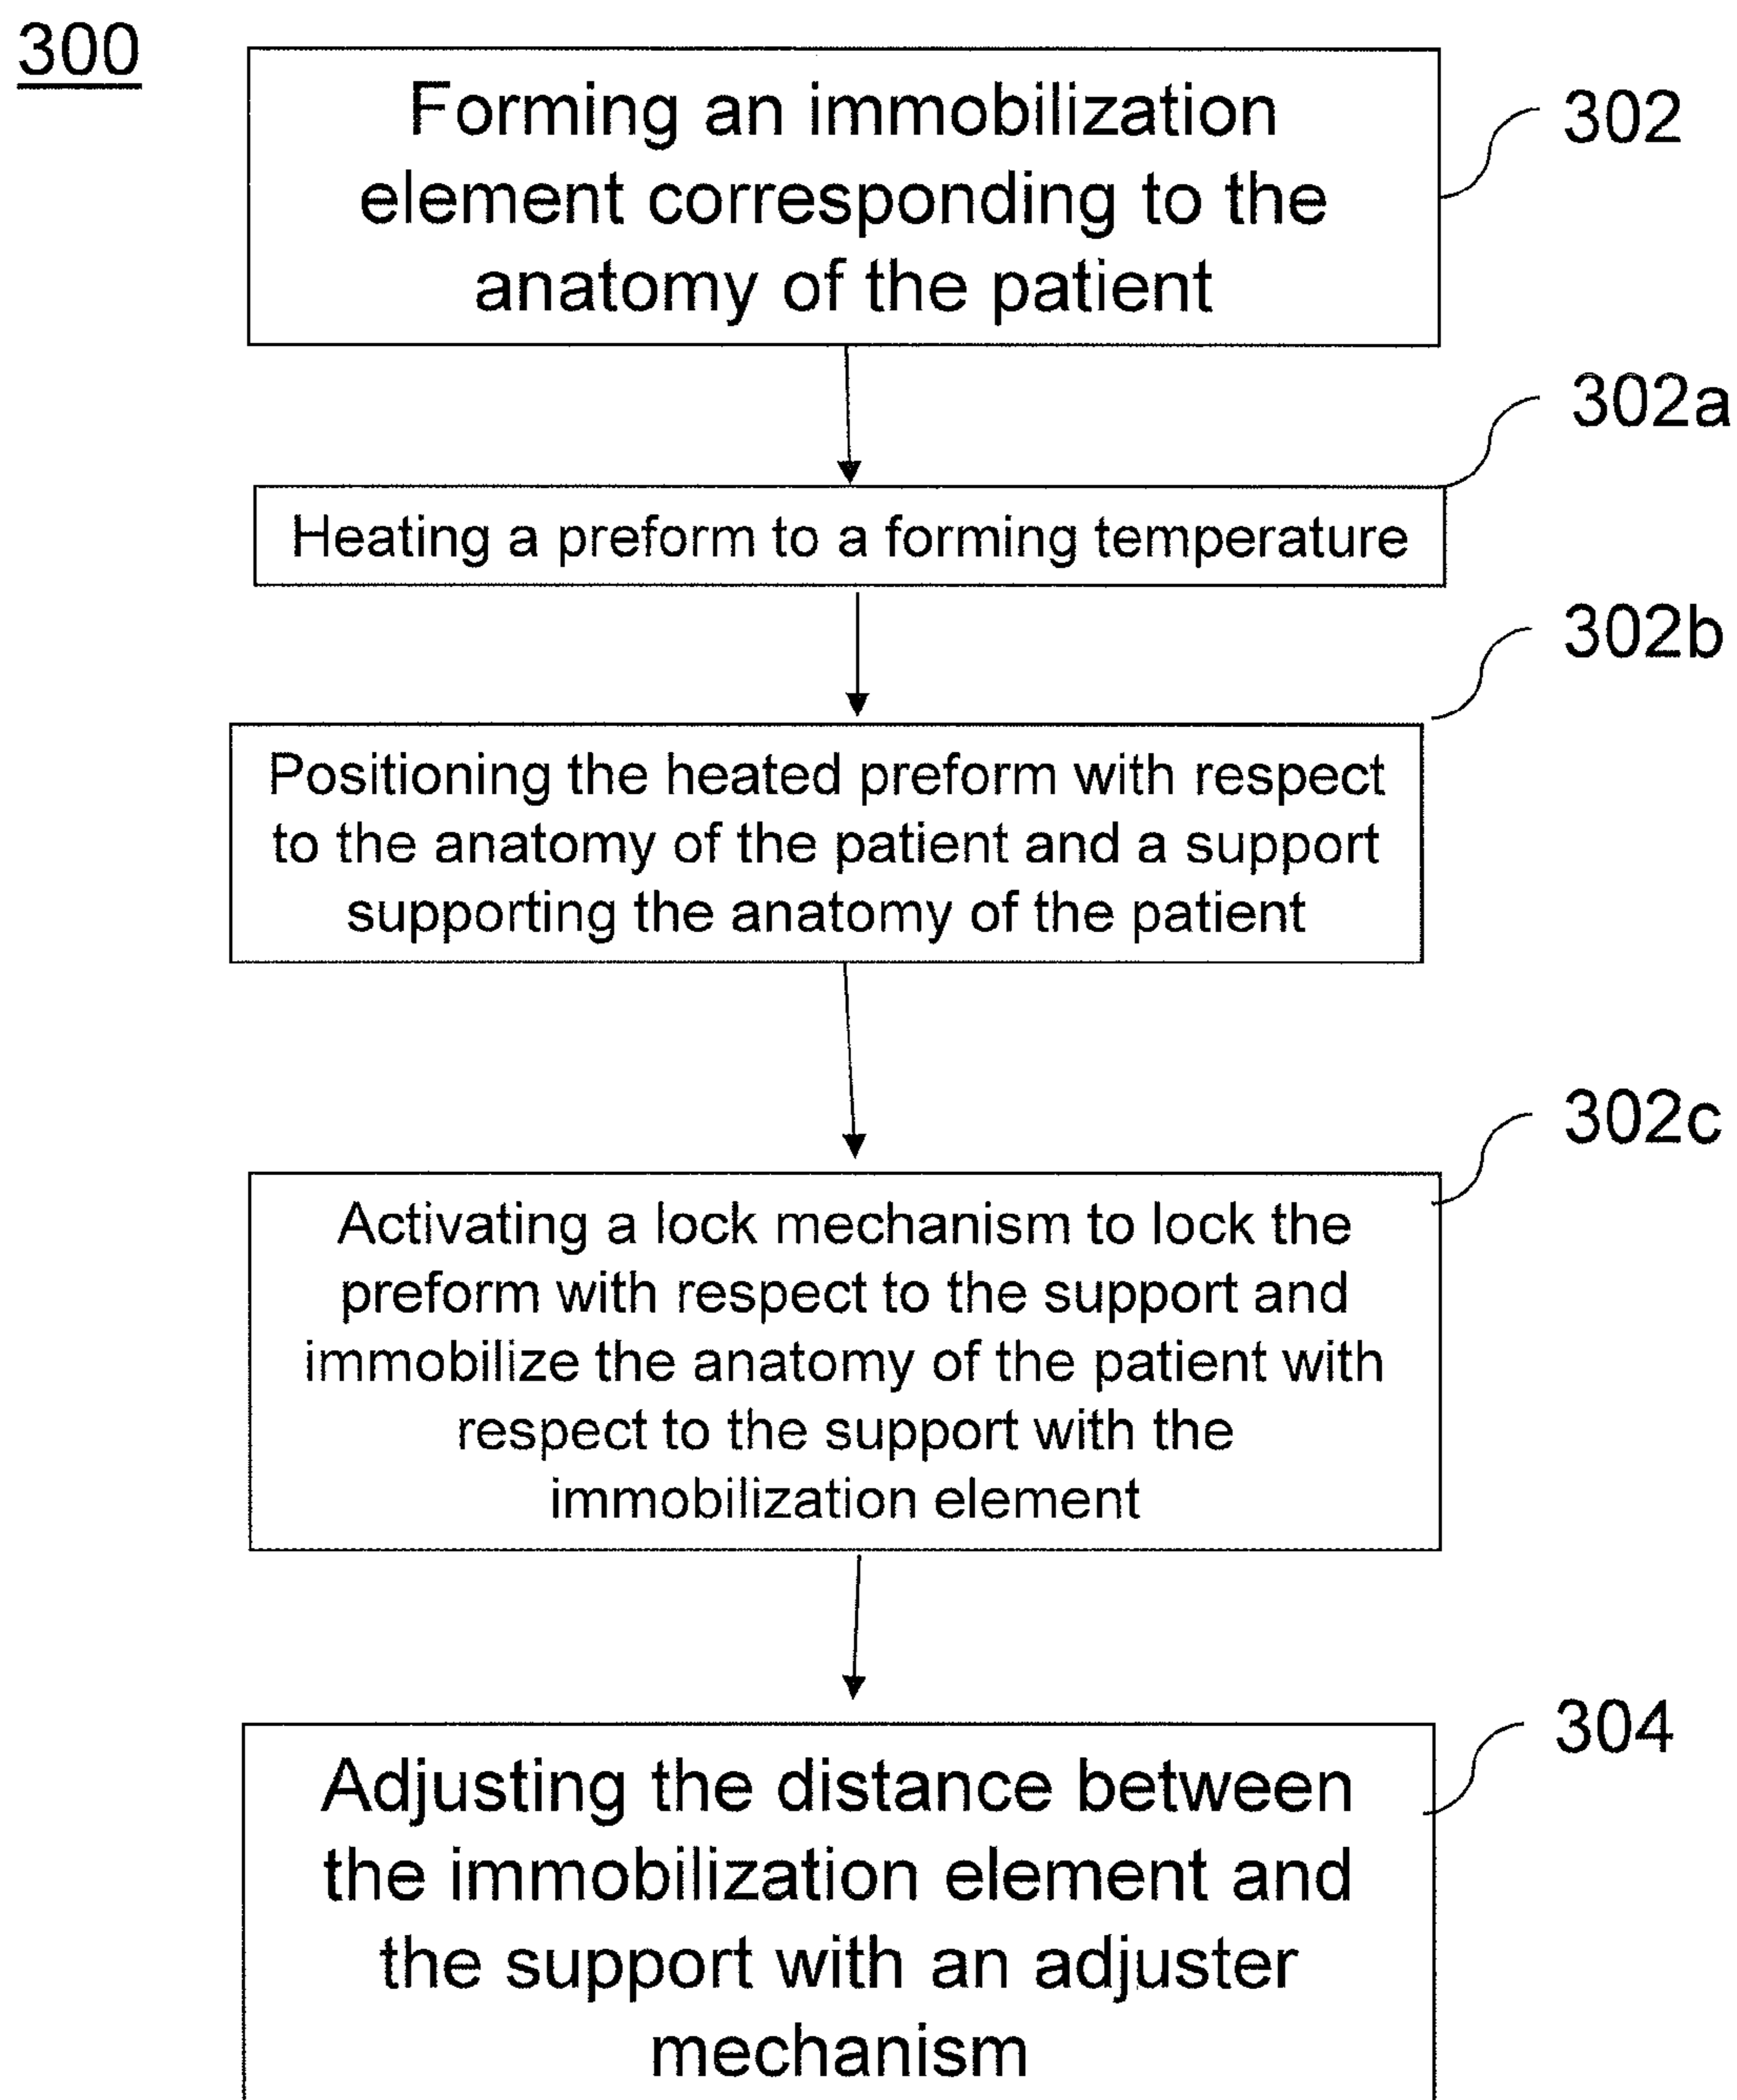 300
Forming an immobilization
element corresponding to the
anatomy of the patient
302
302a
Heating a preform to a forming temperature
302b
Positioning the heated preform with respect
to the anatomy of the patient and a support
supporting the anatomy of the patient
302c
Activating a lock mechanism to lock the
preform with respect to the support and
immobilize the anatomy of the patient with
respect to the support with the
immobilization element
304
Adjusting the distance between
the immobilization element and
the support with an adjuster
mechanism